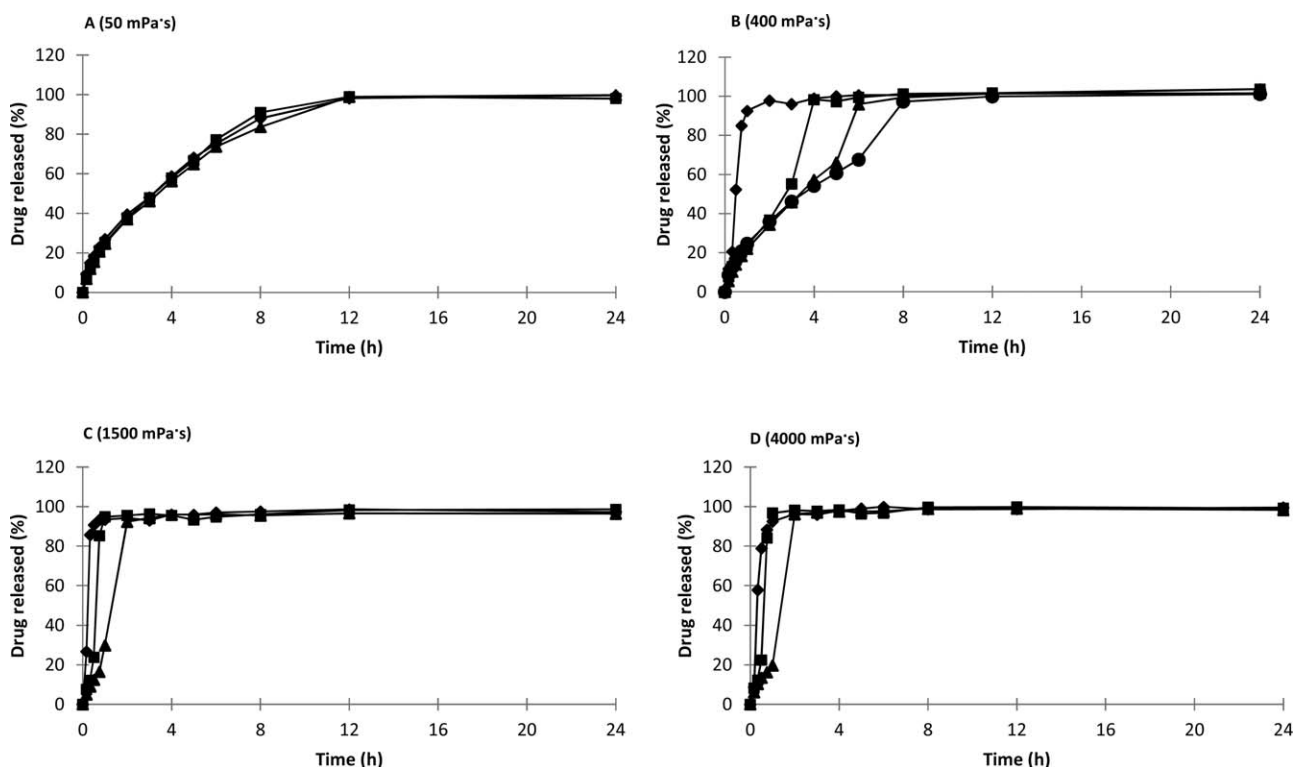 A (50 mPa·s)
Drug released (%)
120
100
80
60
40
20
0
0 4 8 12 16 20 24
Time (h)
B (400 mPa·s)
Drug released (%)
120
100
80
60
40
20
0
0 4 8 12 16 20 24
Time (h)
C (1500 mPa·s)
Drug released (%)
120
100
80
60
40
20
0
0 4 8 12 16 20 24
Time (h)
D (4000 mPa·s)
Drug released (%)
120
100
80
60
40
20
0
0 4 8 12 16 20 24
Time (h)